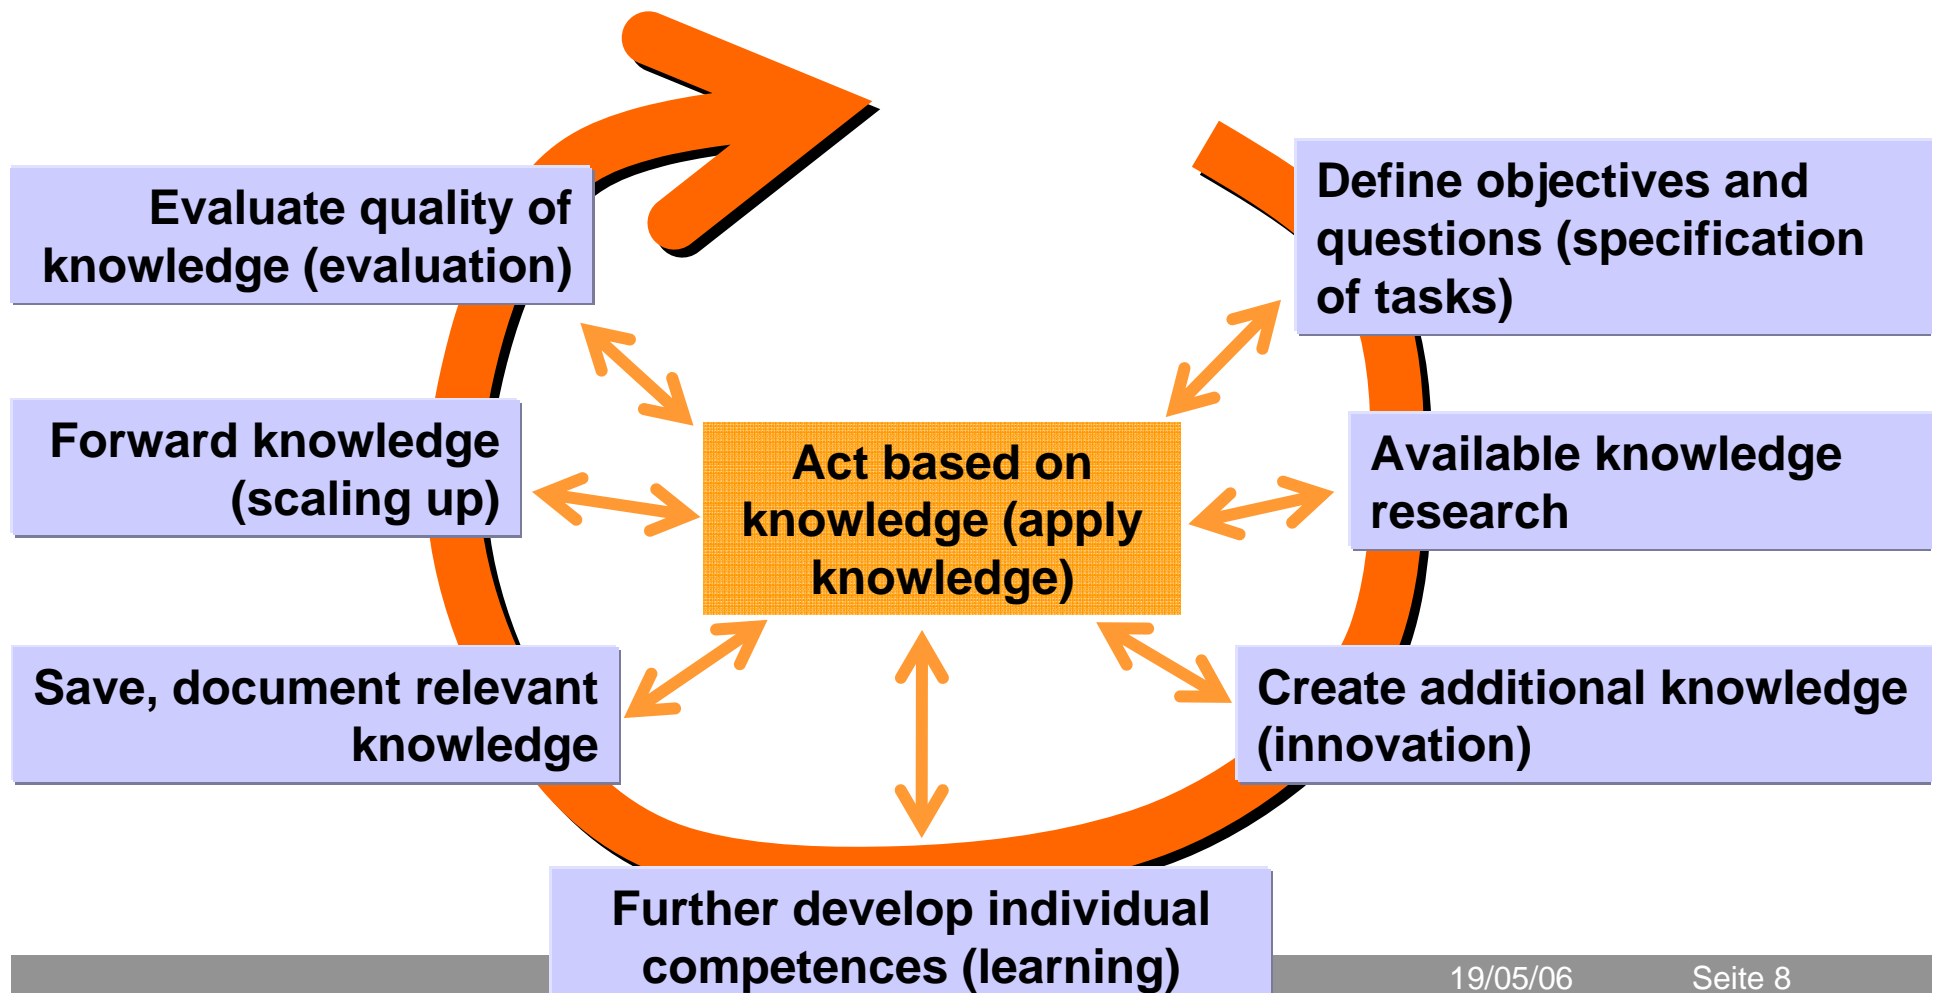 Evaluate quality of
knowledge (evaluation)
Define objectives and
questions (specification
of tasks)
Forward knowledge
(scaling up)
Act based on
knowledge (apply
knowledge)
Available knowledge
research
Save, document relevant
knowledge
Create additional knowledge
(innovation)
Further develop individual
competences (learning)
19/05/06 Seite 8